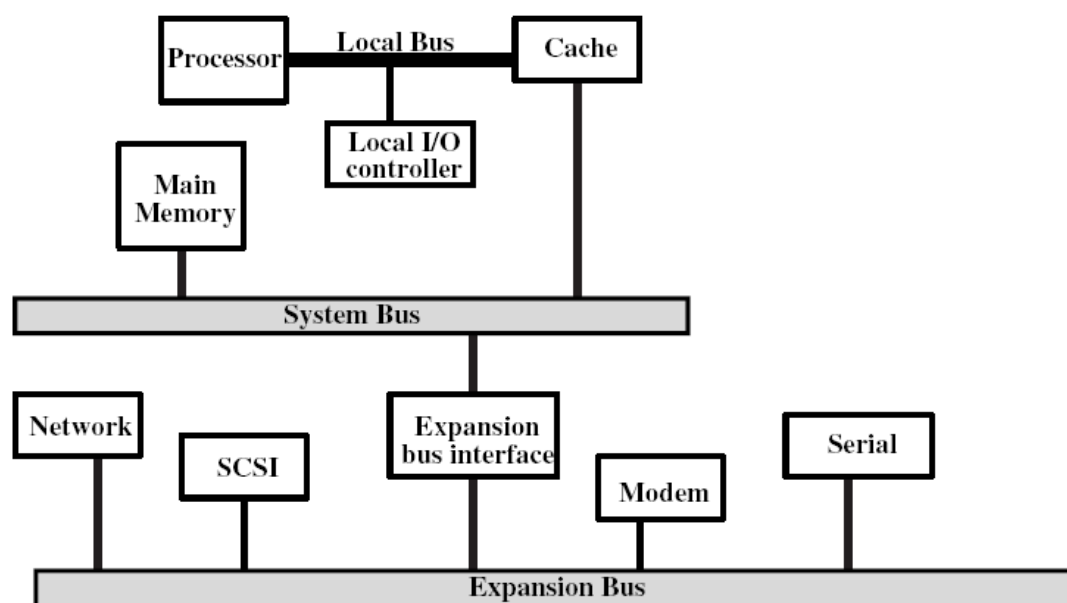 Processor
Local Bus
Cache
Local I/O
controller
Main
Memory
System Bus
Network
SCSI
Expansion
bus interface
Modem
Serial
Expansion Bus